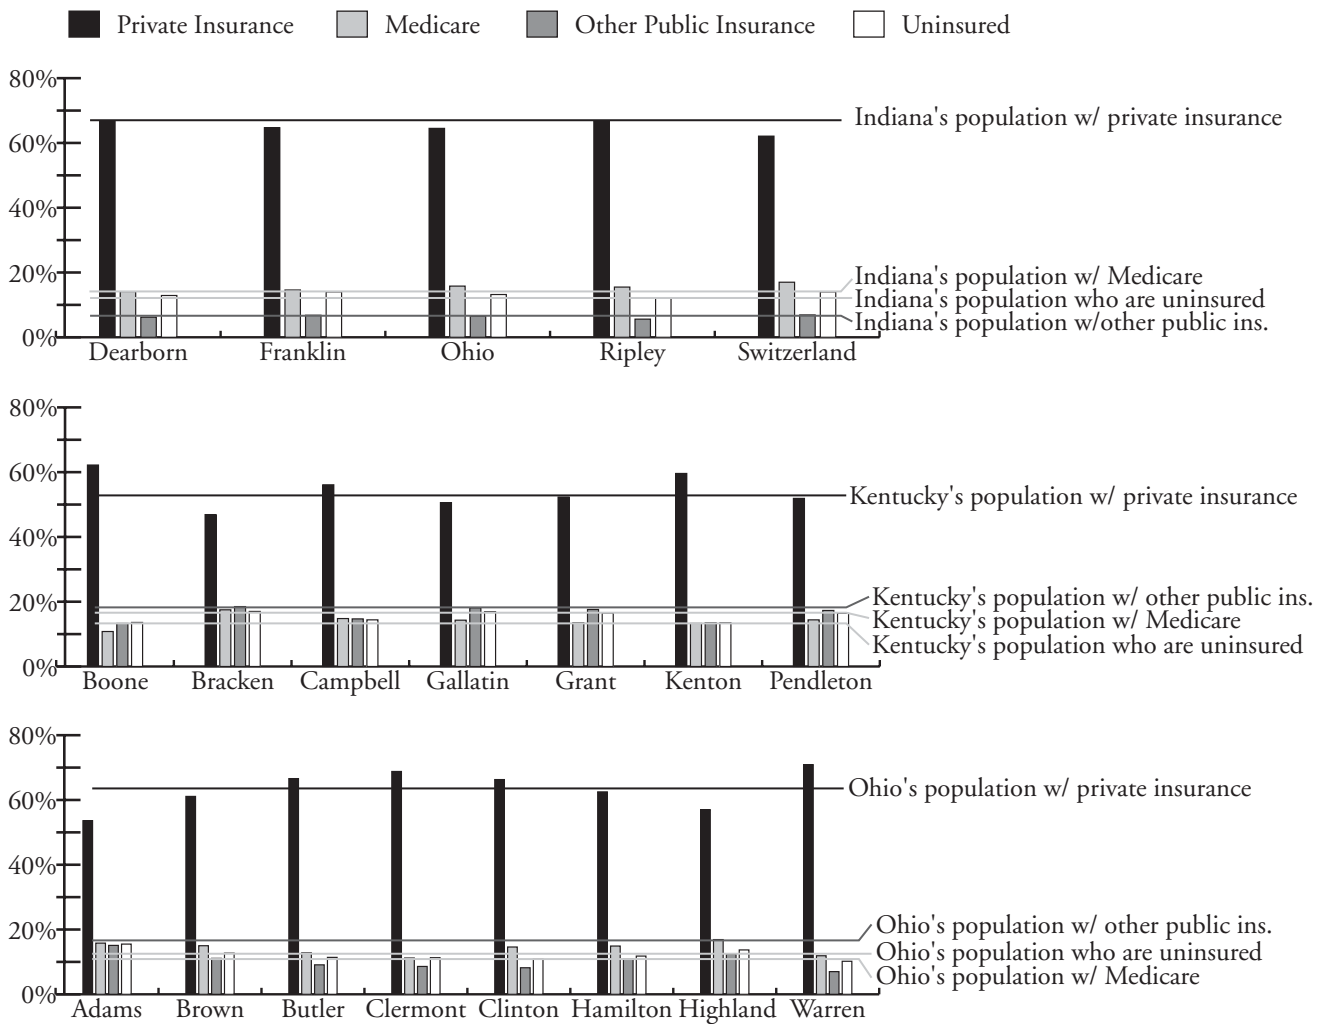 Private Insurance Medicare Other Public Insurance Uninsured
80%
60%
40%
20%
0%
Indiana's population w/ private insurance
Indiana's population w/ Medicare
Indiana's population who are uninsured
Indiana's population w/other public ins.
Dearborn Franklin Ohio Ripley Switzerland
80%
60%
40%
20%
0%
Kentucky's population w/ private insurance
Kentucky's population w/ other public ins.
Kentucky's population w/ Medicare
Kentucky's population who are uninsured
Boone Bracken Campbell Gallatin Grant Kenton Pendleton
80%
60%
40%
20%
0%
Ohio's population w/ private insurance
Ohio's population w/ other public ins.
Ohio's population who are uninsured
Ohio's population w/ Medicare
Adams Brown Butler Clermont Clinton Hamilton Highland Warren